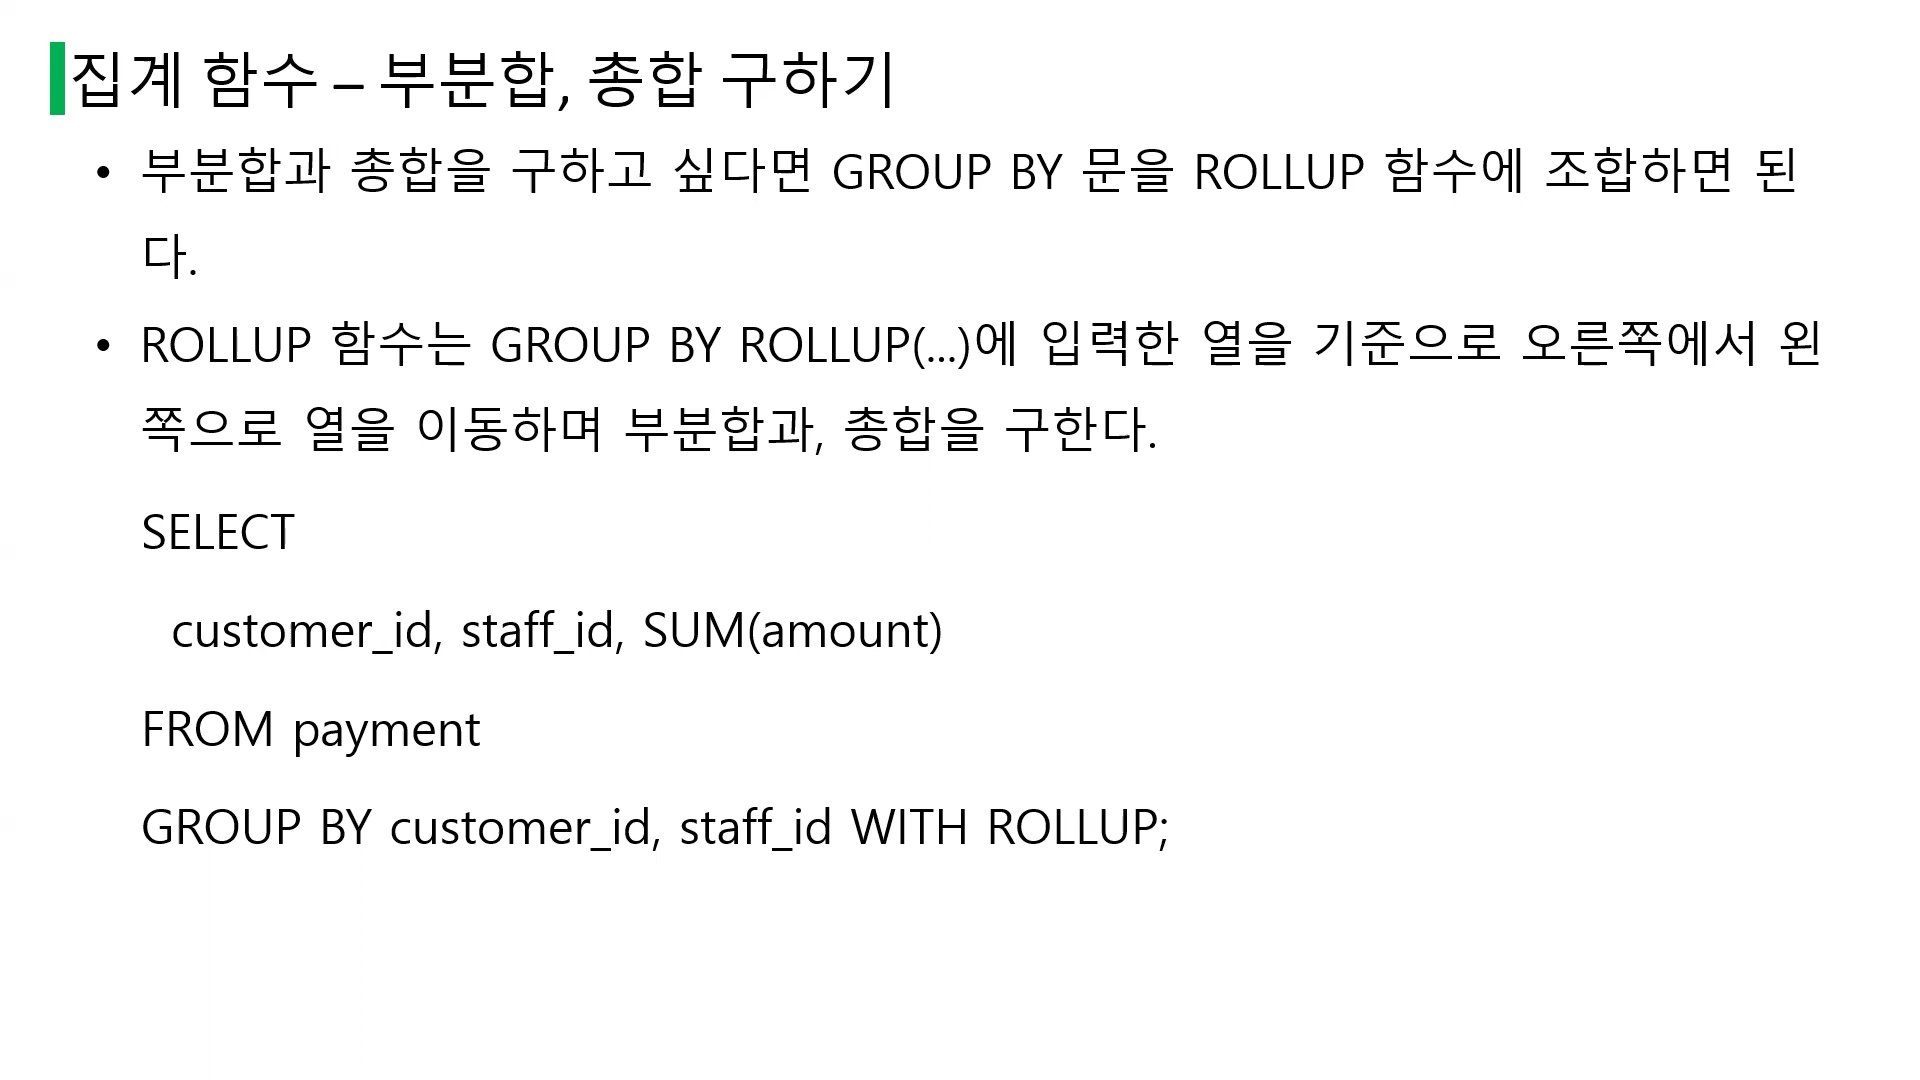 집계 함수 – 부분합, 총합 구하기
• 부분합과 총합을 구하고 싶다면 GROUP BY 문을 ROLLUP 함수에 조합하면 된
다.
• ROLLUP 함수는 GROUP BY ROLLUP(...)에 입력한 열을 기준으로 오른쪽에서 왼
쪽으로 열을 이동하며 부분합과, 총합을 구한다.
SELECT
customer_id, staff_id, SUM(amount)
FROM payment
GROUP BY customer_id, staff_id WITH ROLLUP;